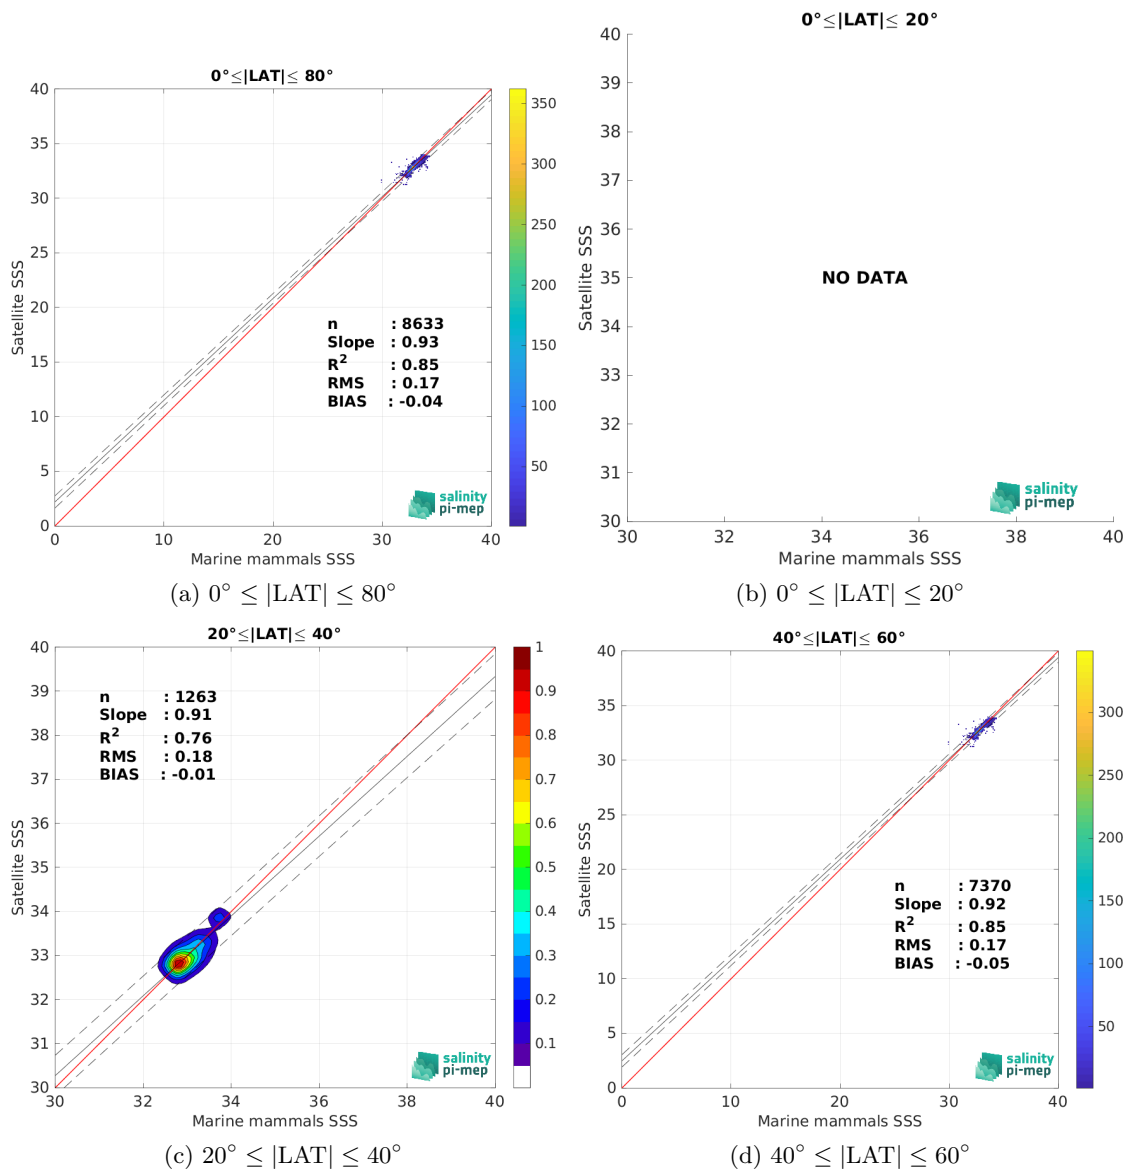 0°≤|LAT|≤ 80°
40
35
30
25
20
15
10
5
0
Satellite SSS
n : 8633
Slope : 0.93
R² : 0.85
RMS : 0.17
BIAS : -0.04
salinity
pi-mep
0 10 20 30 40
Marine mammals SSS
350
300
250
200
150
100
50
(a) 0° ≤ |LAT| ≤ 80°
0°≤|LAT|≤ 20°
40
39
38
37
36
35
34
33
32
31
30
Satellite SSS
NO DATA
salinity
pi-mep
30 32 34 36 38 40
Marine mammals SSS
(b) 0° ≤ |LAT| ≤ 20°
20°≤|LAT|≤ 40°
40
39
38
37
36
35
34
33
32
31
30
Satellite SSS
n : 1263
Slope : 0.91
R² : 0.76
RMS : 0.18
BIAS : -0.01
salinity
pi-mep
30 32 34 36 38 40
Marine mammals SSS
1
0.9
0.8
0.7
0.6
0.5
0.4
0.3
0.2
0.1
(c) 20° ≤ |LAT| ≤ 40°
40°≤|LAT|≤ 60°
40
35
30
25
20
15
10
5
0
Satellite SSS
n : 7370
Slope : 0.92
R² : 0.85
RMS : 0.17
BIAS : -0.05
salinity
pi-mep
0 10 20 30 40
Marine mammals SSS
300
250
200
150
100
50
(d) 40° ≤ |LAT| ≤ 60°